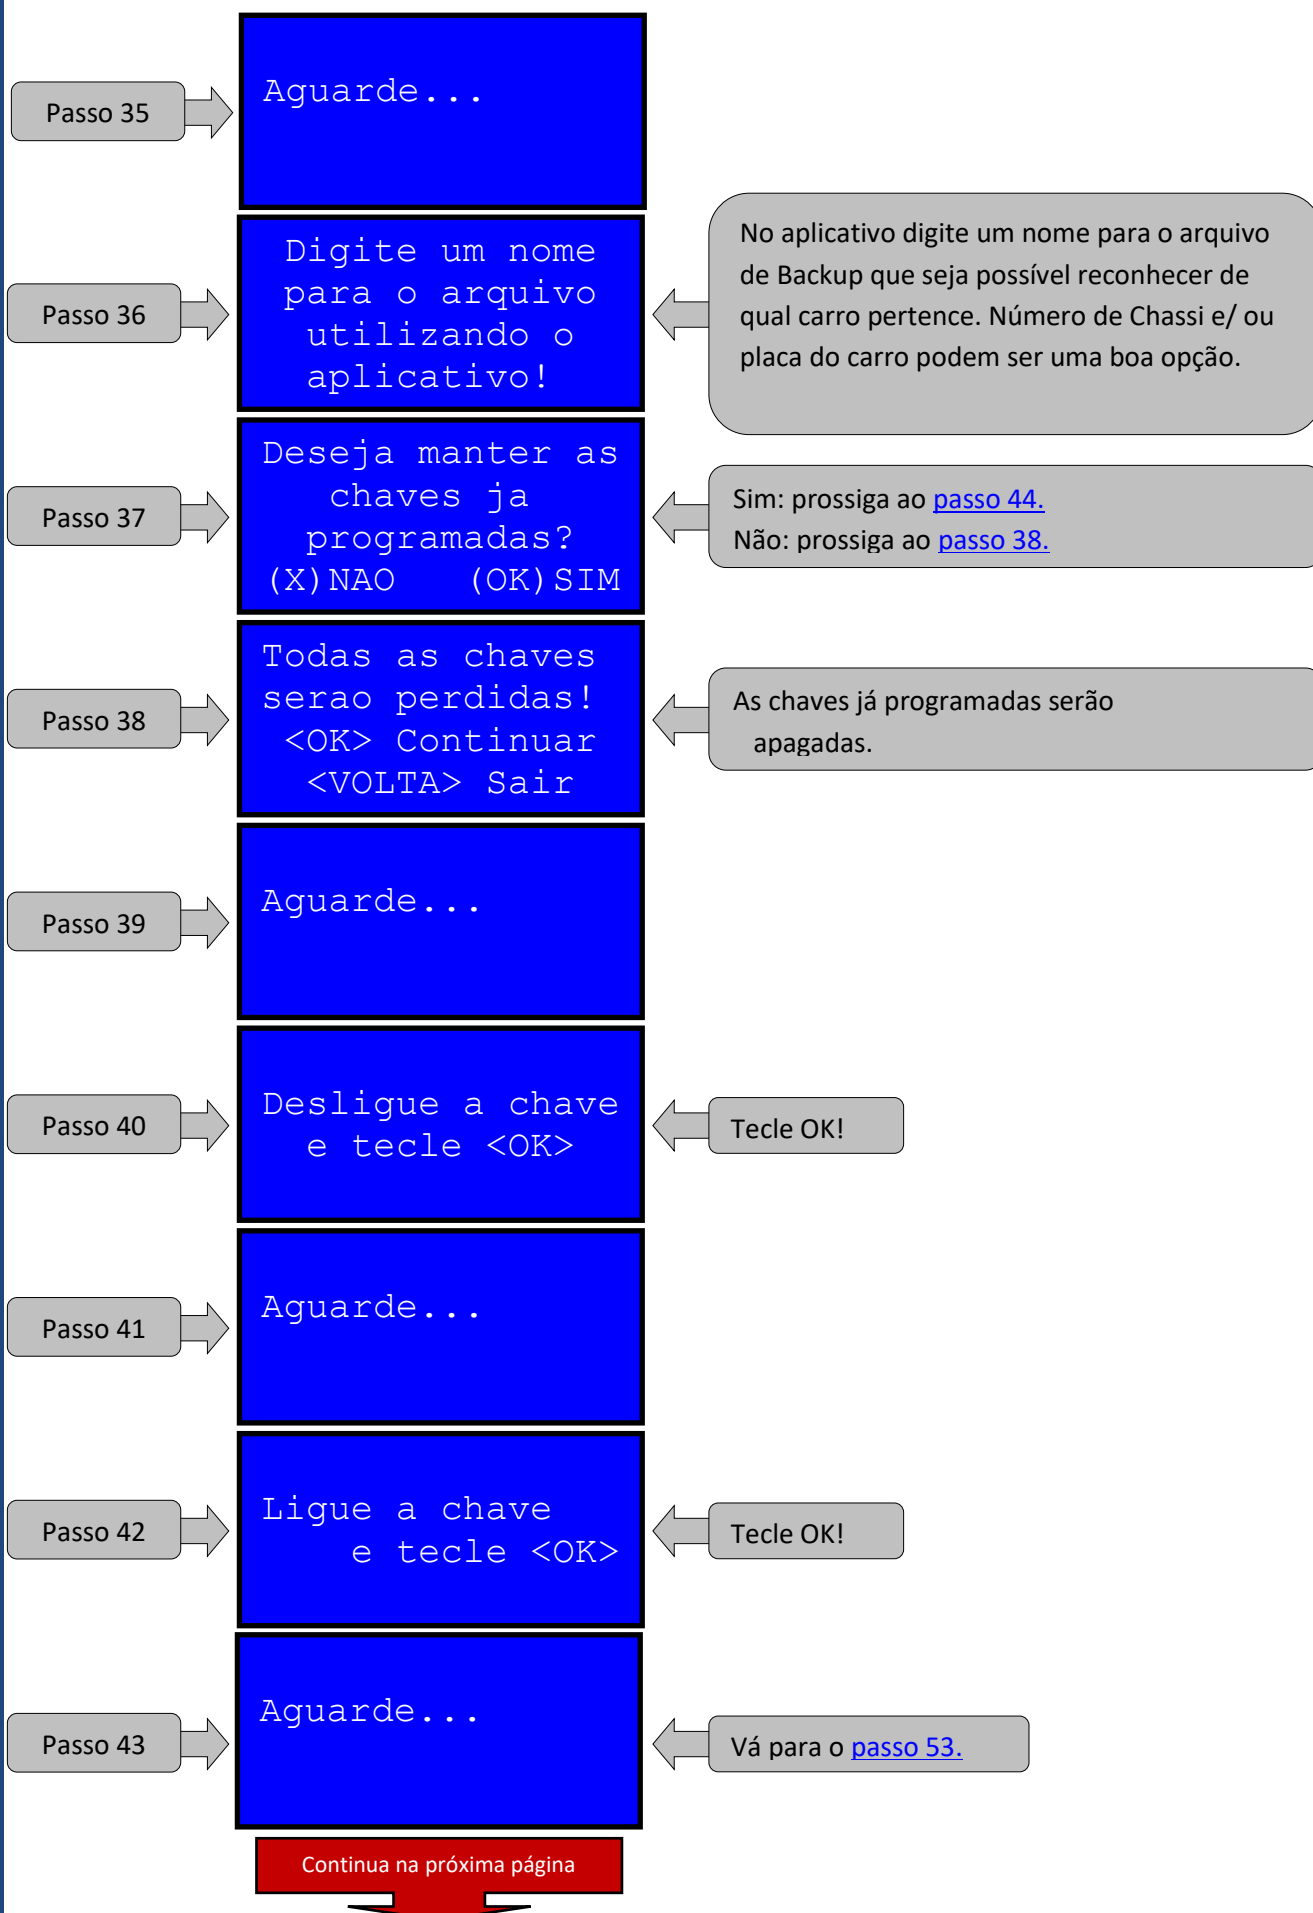 Passo 35
Aguarde...
Passo 36
Digite um nome
para o arquivo
utilizando o
aplicativo!
No aplicativo digite um nome para o arquivo
de Backup que seja possível reconhecer de
qual carro pertence. Número de Chassi e/ ou
placa do carro podem ser uma boa opção.
Passo 37
Deseja manter as
chaves ja
programadas?
(X)NAO (OK)SIM
Sim: prossiga ao passo 44.
Não: prossiga ao passo 38.
Passo 38
Todas as chaves
serao perdidas!
<OK> Continuar
<VOLTA> Sair
As chaves já programadas serão
apagadas.
Passo 39
Aguarde...
Passo 40
Desligue a chave
e tecle <OK>
Tecle OK!
Passo 41
Aguarde...
Passo 42
Ligue a chave
e tecle <OK>
Tecle OK!
Passo 43
Aguarde...
Vá para o passo 53.
Continua na próxima página